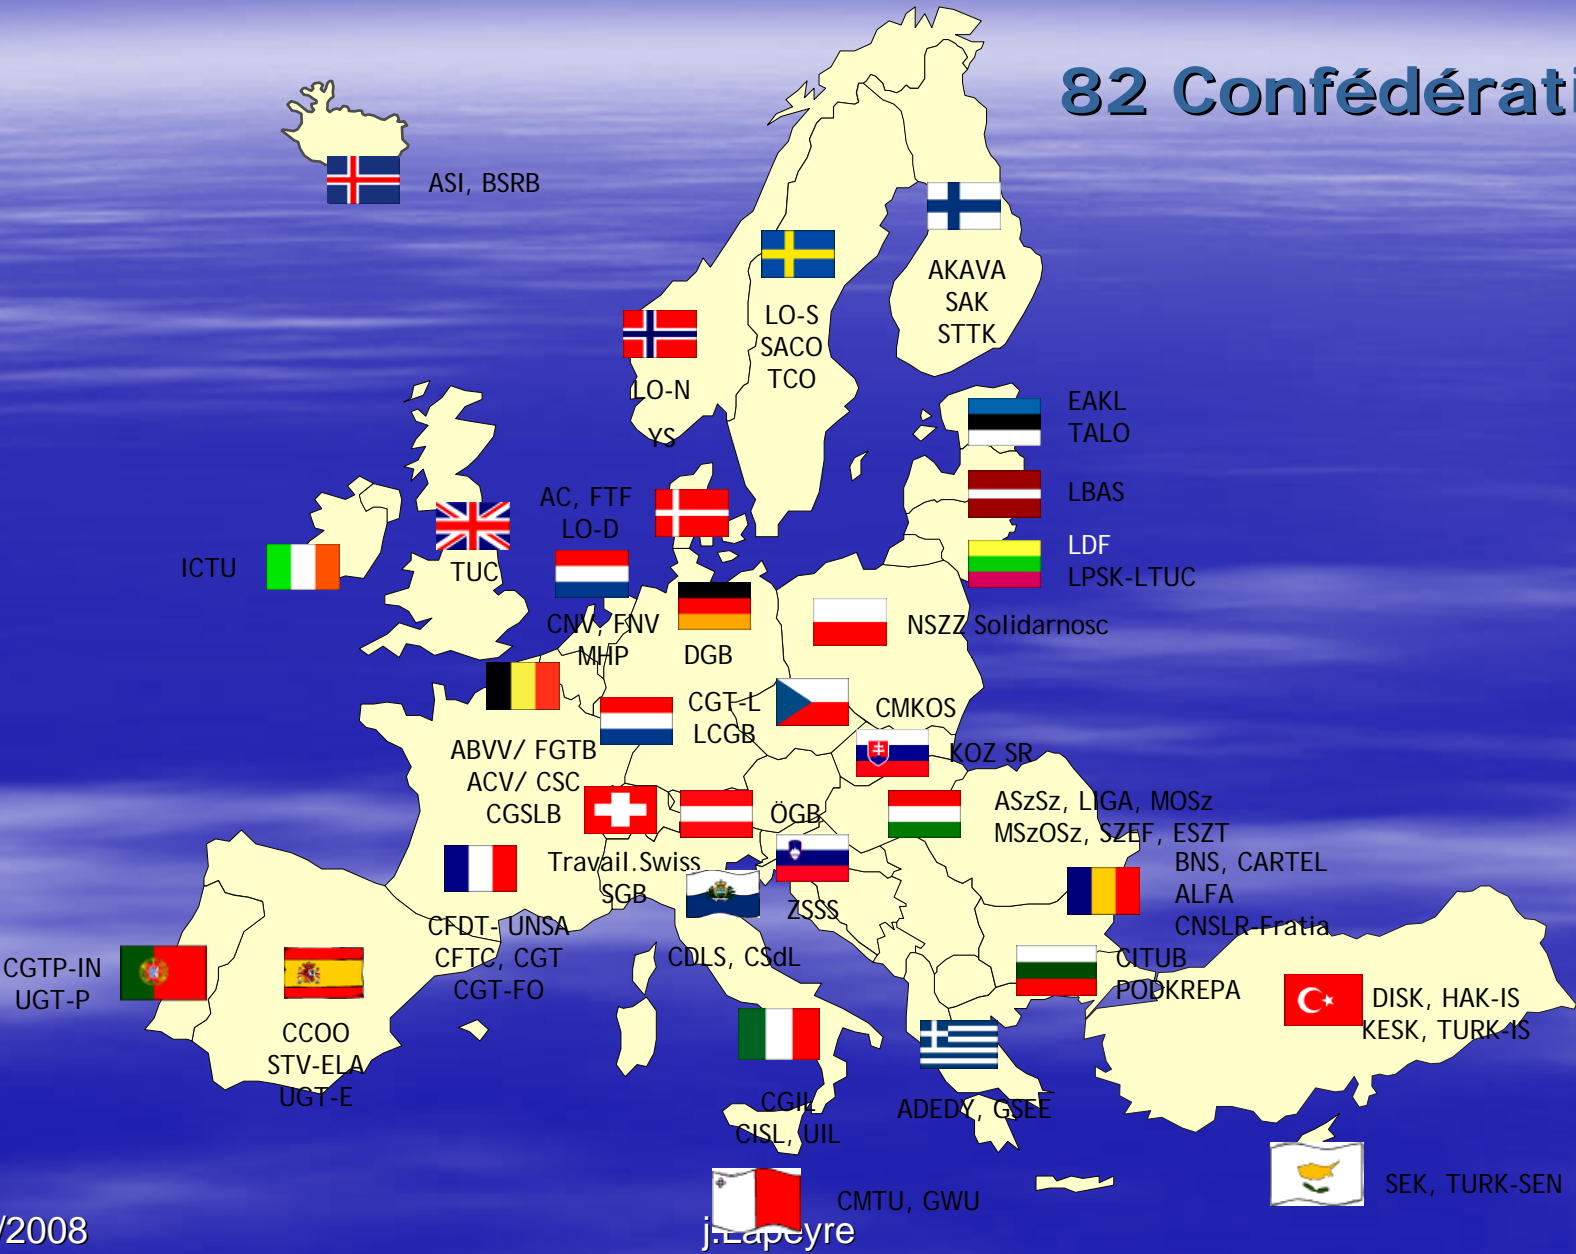 82 Confédérati
ASI, BSRB
AKAVA
SAK
STTK
LO-S
SACO
TCO
LO-N
YS
EAKL
TALO
LBAS
LDF
LPSK-LTUC
AC, FTF
LO-D
ICTU
TUC
CNV, FNV
MHP
DGB
NSZZ Solidarnosc
CGT-L
LCGB
CMKOS
KOZ SR
ABVV/ FGTB
ACV/ CSC
CGSLB
ÖGB
ASzSz, LIGA, MOSz
MSzOSz, SZEF, ESZT
Travail.Swiss
SGB
BNS, CARTEL
ALFA
CNSLR-Fratia
ZSSS
CFDT- UNSA
CFTC, CGT
CGT-FO
CDLS, CSdL
CITUB
PODKREPA
CGTP-IN
UGT-P
CCOO
STV-ELA
UGT-E
DISK, HAK-IS
KESK, TURK-IS
CGIL
CISL, UIL
ADEDY, GSEE
SEK, TURK-SEN
CMTU, GWU
/2008
j.Lapeyre